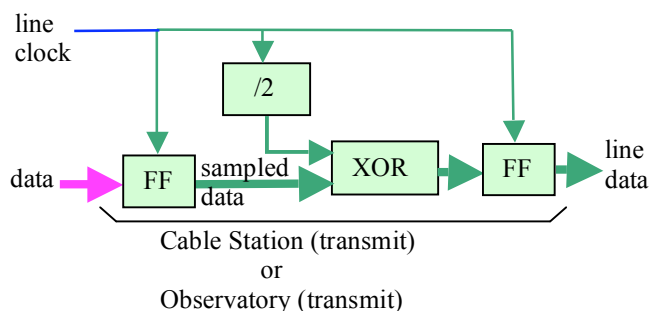 line
clock
/2
data
FF
sampled
data
XOR
FF
line
data
Cable Station (transmit)
or
Observatory (transmit)